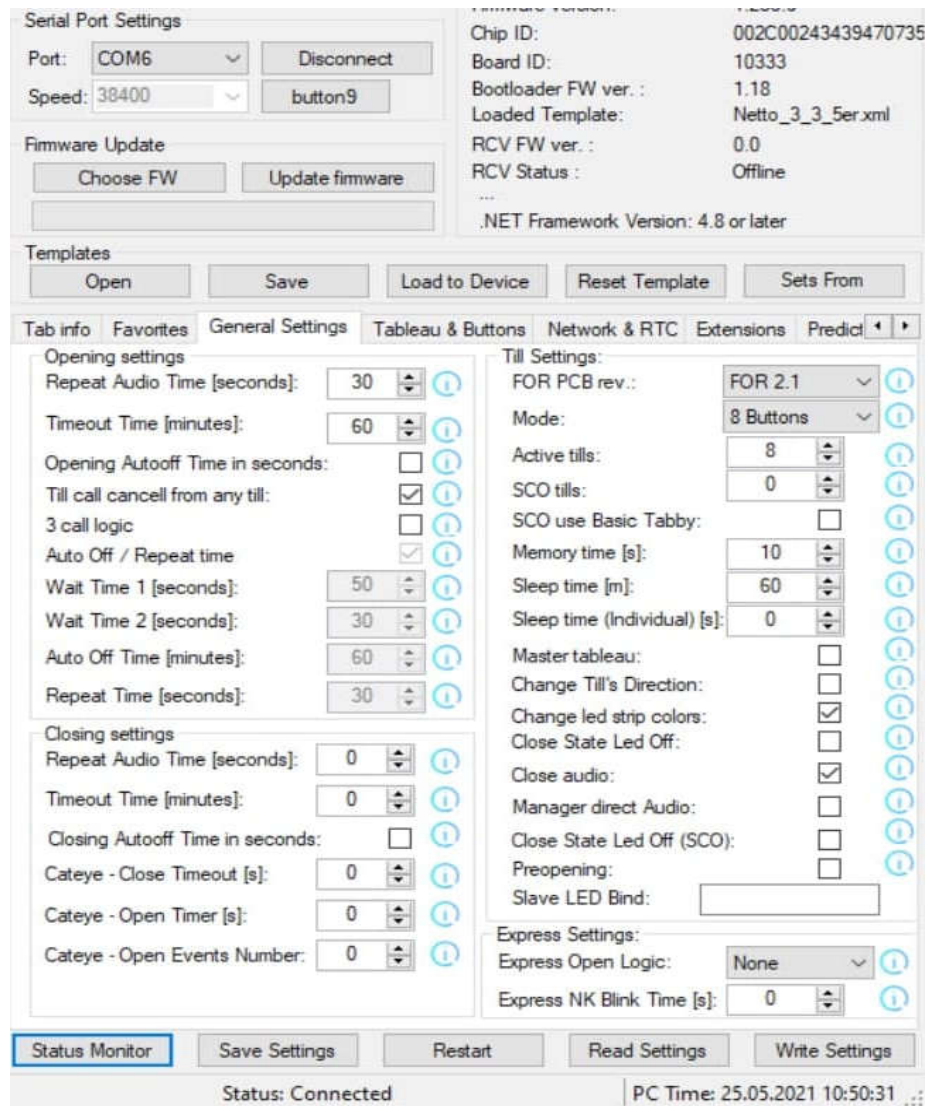 Serial Port Settings
Port: COM6 Disconnect
Speed: 38400 button9
Firmware Update
Choose FW Update firmware
Chip ID: 002C00243439470735
Board ID: 10333
Bootloader FW ver. : 1.18
Loaded Template: Netto_3_3_5er.xml
RCV FW ver. : 0.0
RCV Status : Offline
...
.NET Framework Version: 4.8 or later
Templates
Open Save Load to Device Reset Template Sets From
Tab info Favorites General Settings Tableau & Buttons Network & RTC Extensions Predict
Opening settings
Repeat Audio Time [seconds]: 30
Timeout Time [minutes]: 60
Opening Autooff Time in seconds:
Till call cancell from any till:
3 call logic
Auto Off / Repeat time
Wait Time 1 [seconds]: 50
Wait Time 2 [seconds]: 30
Auto Off Time [minutes]: 60
Repeat Time [seconds]: 30
Closing settings
Repeat Audio Time [seconds]: 0
Timeout Time [minutes]: 0
Closing Autooff Time in seconds:
Cateye - Close Timeout [s]: 0
Cateye - Open Timer [s]: 0
Cateye - Open Events Number: 0
Till Settings:
FOR PCB rev.: FOR 2.1
Mode: 8 Buttons
Active tills: 8
SCO tills: 0
SCO use Basic Tabby:
Memory time [s]: 10
Sleep time [m]: 60
Sleep time (Individual) [s]: 0
Master tableau:
Change Till's Direction:
Change led strip colors:
Close State Led Off:
Close audio:
Manager direct Audio:
Close State Led Off (SCO):
Preopening:
Slave LED Bind:
Express Settings:
Express Open Logic: None
Express NK Blink Time [s]: 0
Status Monitor Save Settings Restart Read Settings Write Settings
Status: Connected PC Time: 25.05.2021 10:50:31